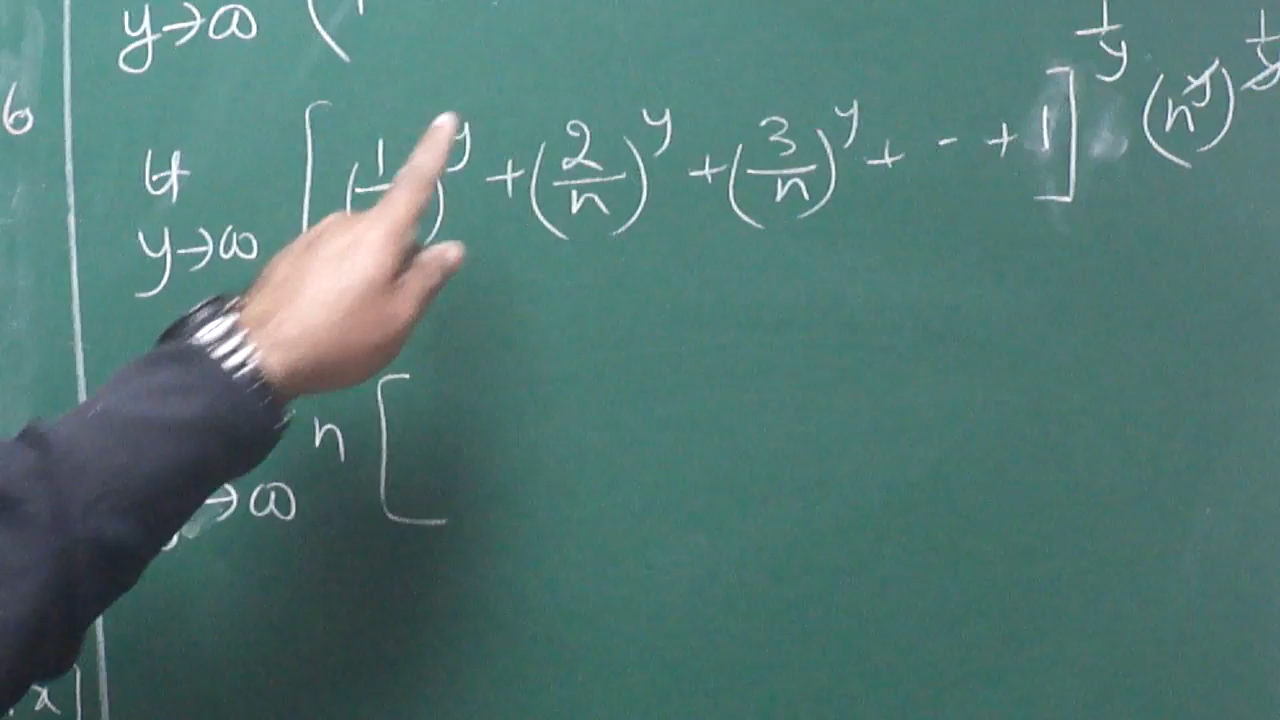 y→∞ (
6
lt [(1/ )^y + (2/n)^y + (3/n)^y + - - + 1]^(1/y) (n^y)^(1/y)
y→∞
n [
→∞
x